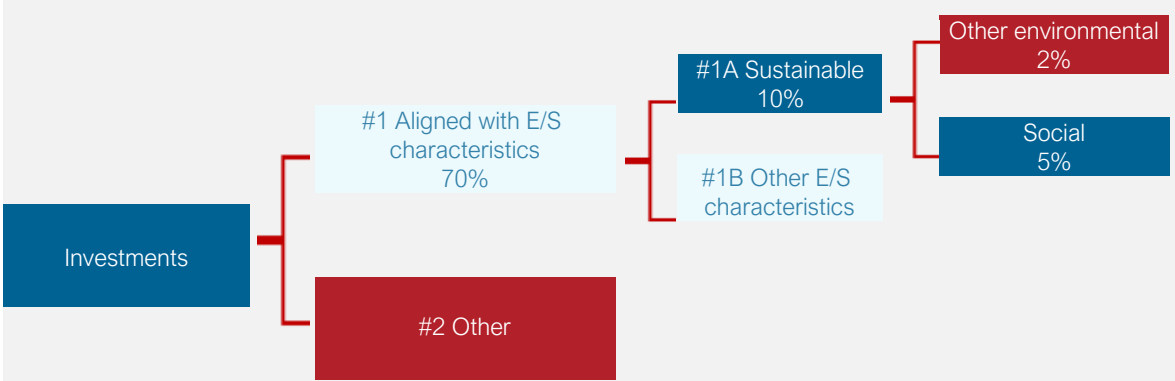 Investments
#1 Aligned with E/S
characteristics
70%
#2 Other
#1A Sustainable
10%
#1B Other E/S
characteristics
Other environmental
2%
Social
5%